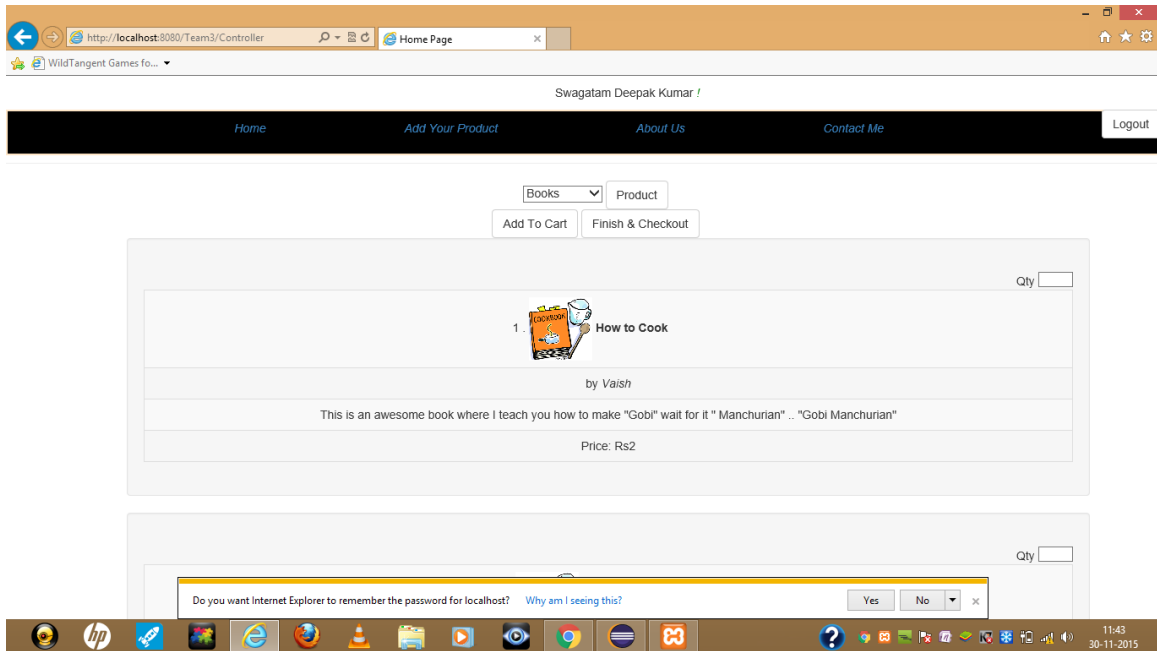 http://localhost:8080/Team3/Controller
Home Page
WildTangent Games fo...
Swagatam Deepak Kumar !
Home Add Your Product About Us Contact Me Logout
Books Product
Add To Cart Finish & Checkout
Qty
1 . COOKBOOK How to Cook
by Vaish
This is an awesome book where I teach you how to make "Gobi" wait for it " Manchurian" .. "Gobi Manchurian"
Price: Rs2
Qty
Do you want Internet Explorer to remember the password for localhost? Why am I seeing this? Yes No
hp
11:43
30-11-2015